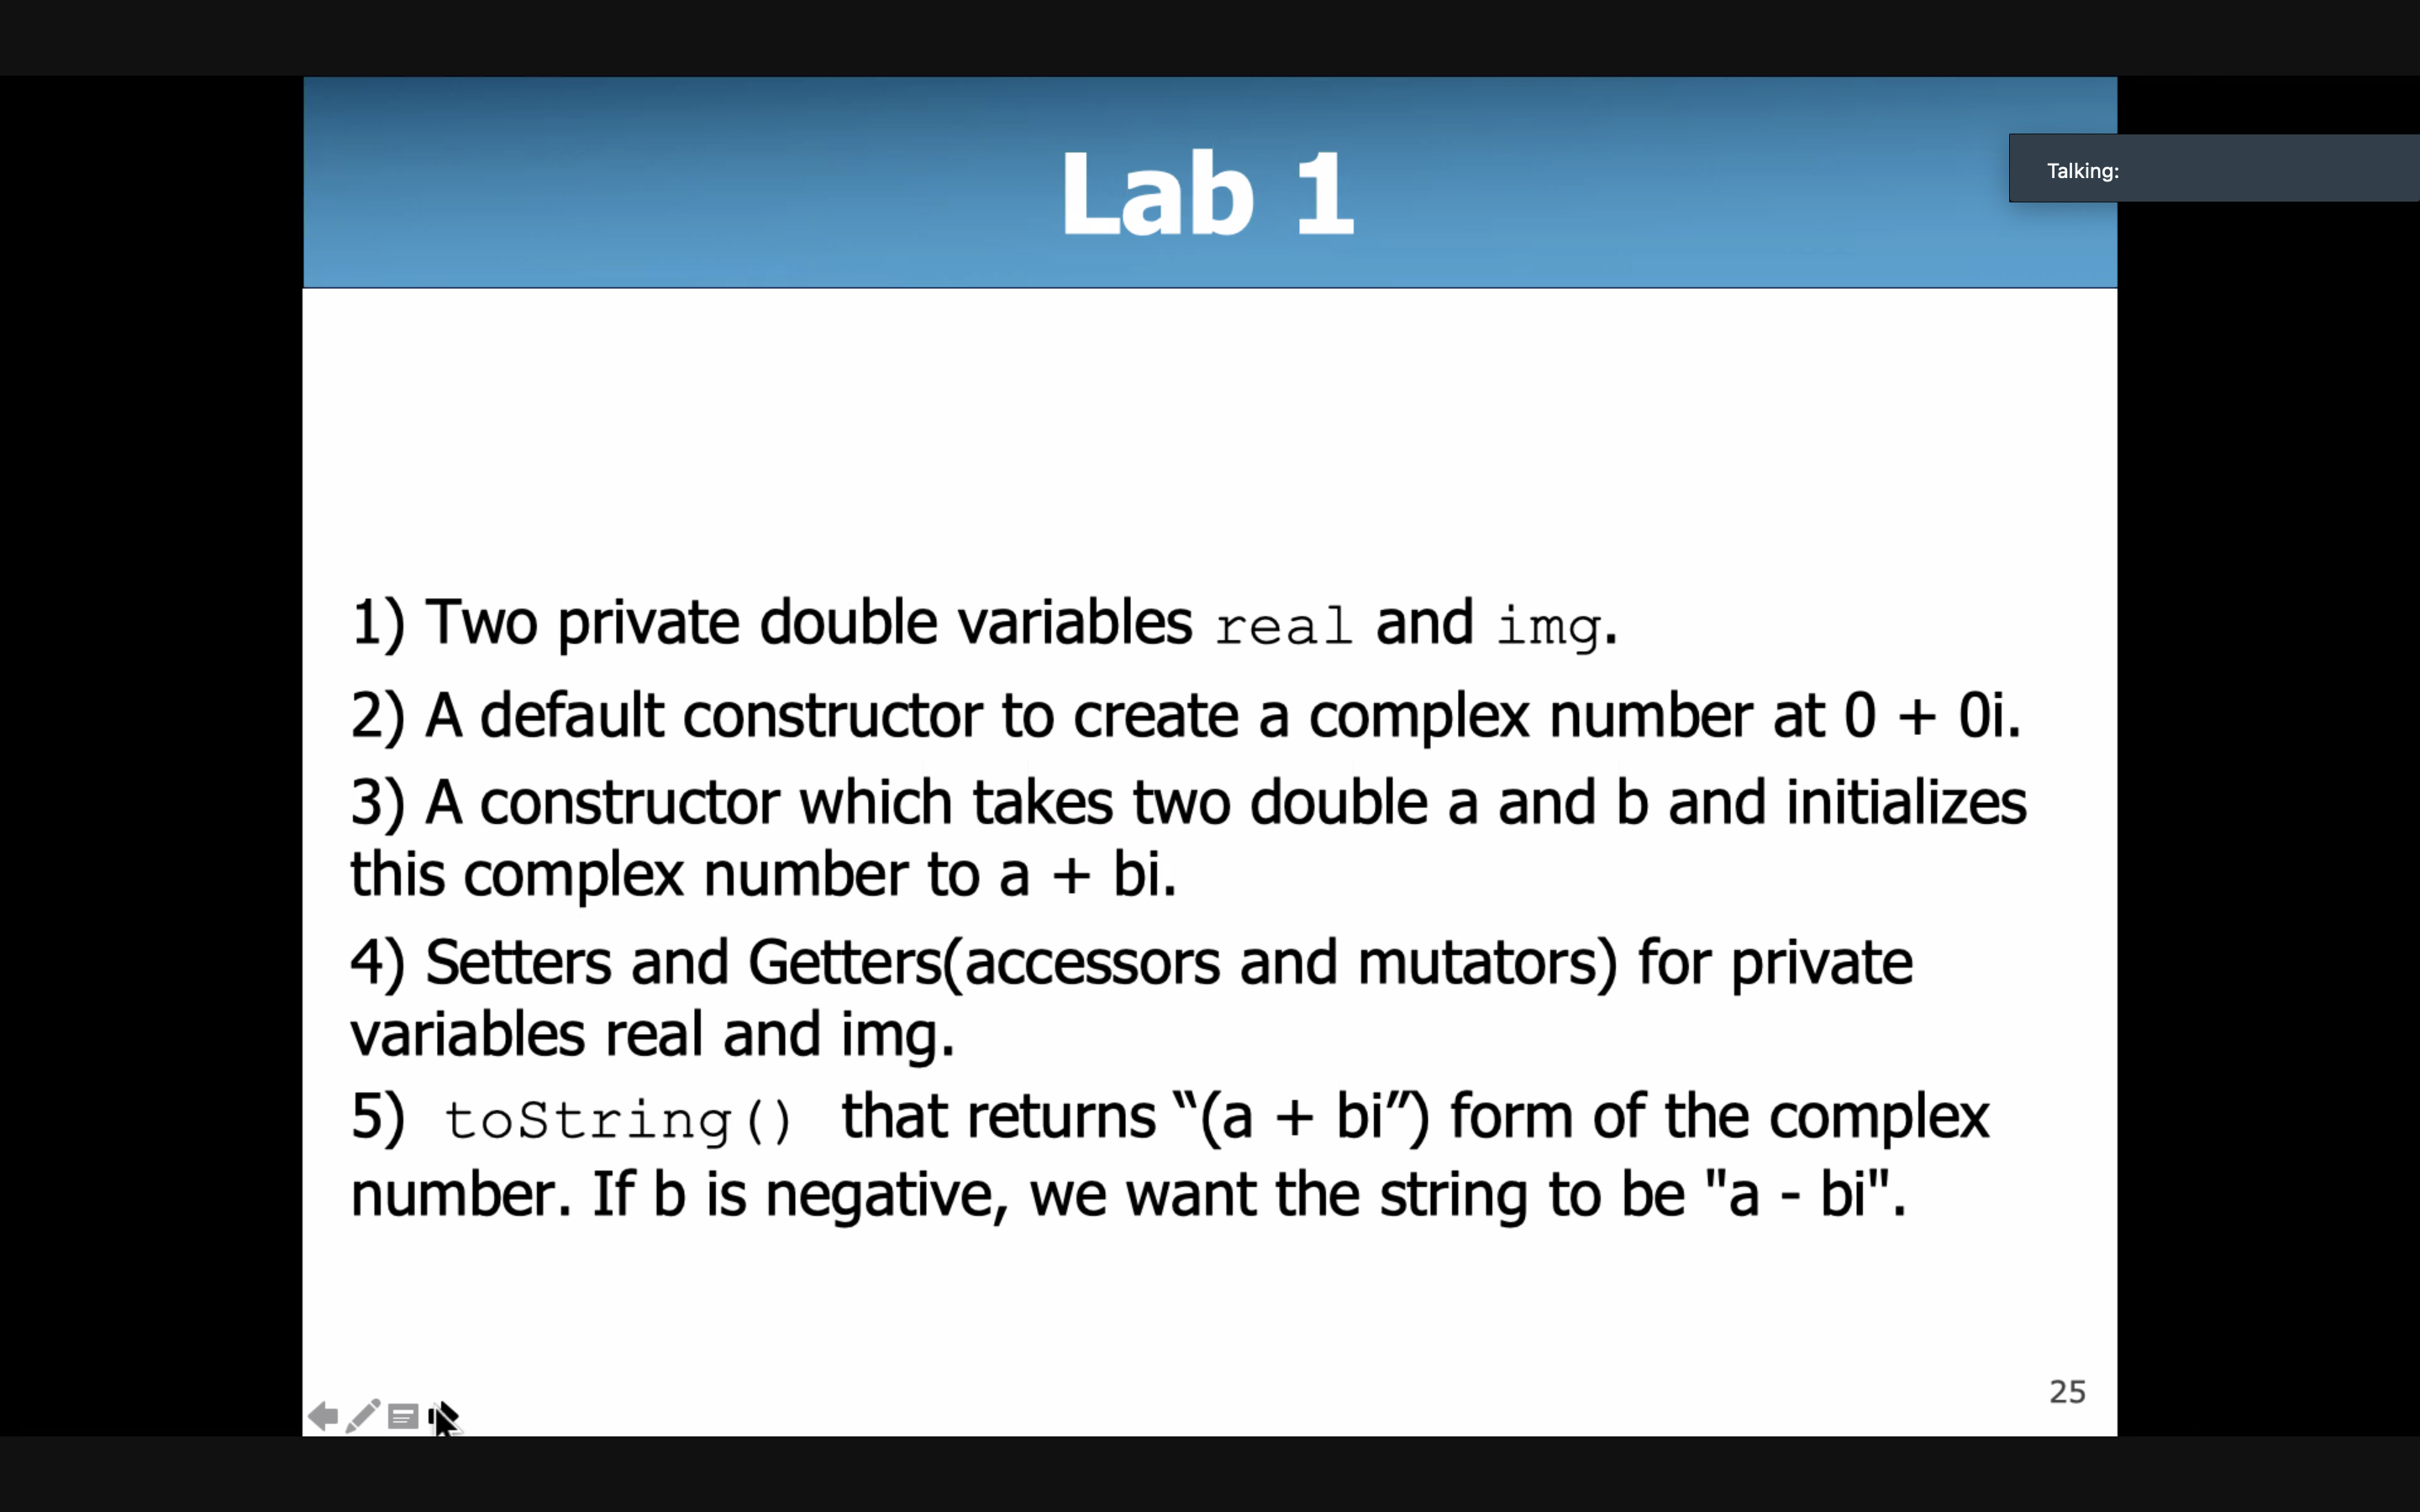 Lab 1
Talking:
1) Two private double variables real and img.
2) A default constructor to create a complex number at 0 + 0i.
3) A constructor which takes two double a and b and initializes
this complex number to a + bi.
4) Setters and Getters(accessors and mutators) for private
variables real and img.
5) toString() that returns “(a + bi”) form of the complex
number. If b is negative, we want the string to be "a - bi".
25